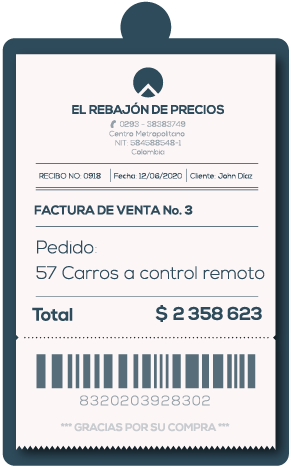 EL REBAJÓN DE PRECIOS
0293 - 38383749
Centro Metropolitano
NIT: 584588548-1
Colombia
RECIBO NO: 0918 Fecha: 12/06/2020 Cliente: John Díaz
FACTURA DE VENTA No. 3
Pedido:
57 Carros a control remoto
Total $ 2 358 623
8320203928302
*** GRACIAS POR SU COMPRA ***